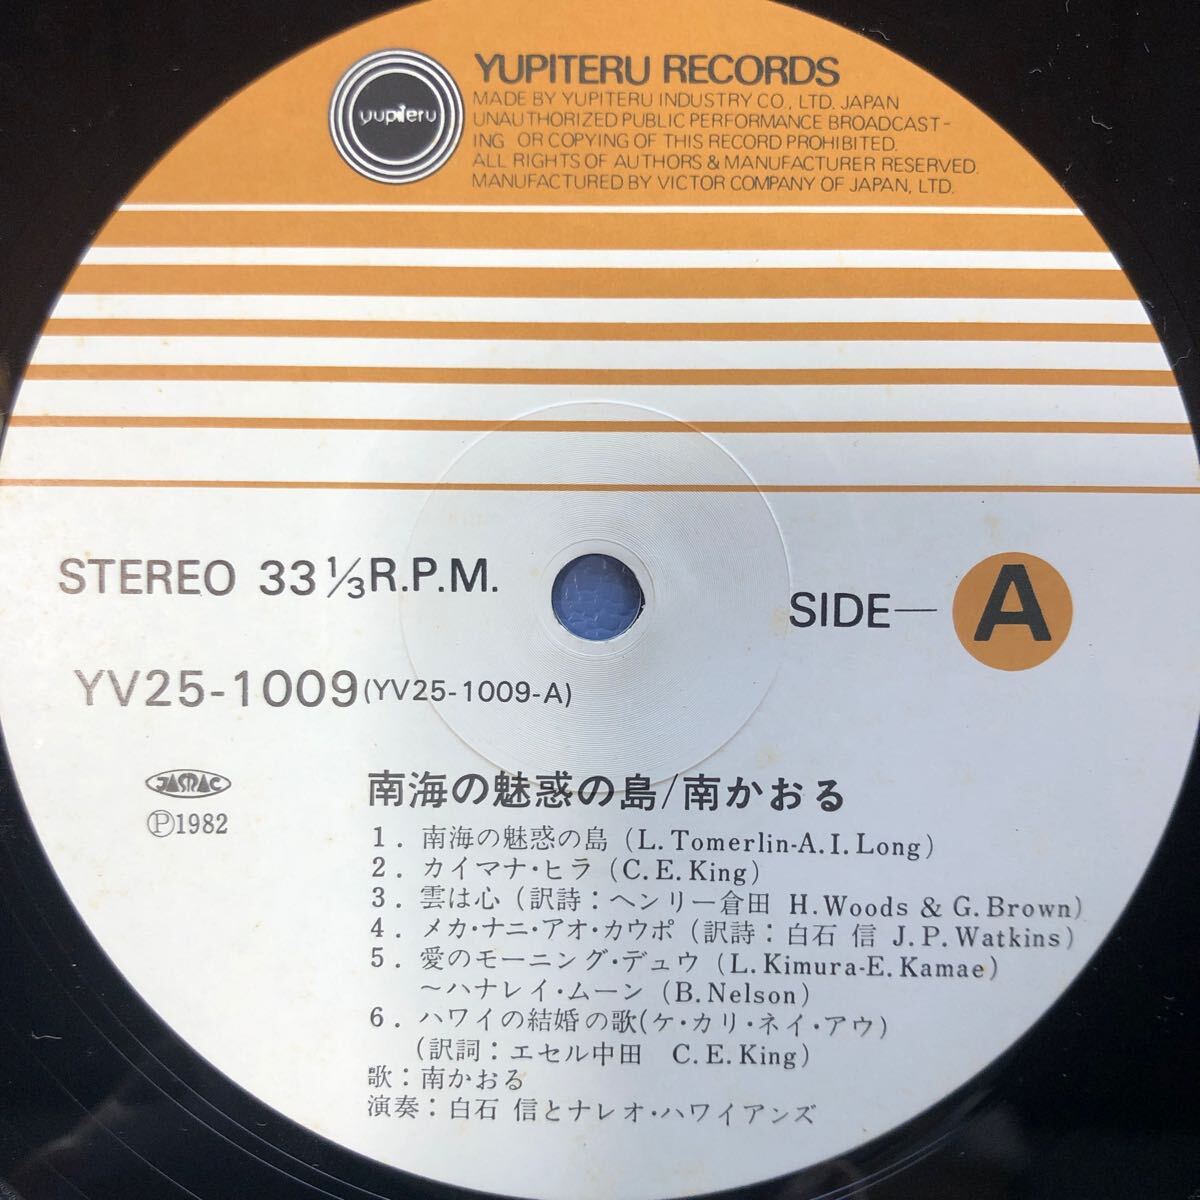 yupiteru
YUPITERU RECORDS
MADE BY YUPITERU INDUSTRY CO., LTD. JAPAN
UNAUTHORIZED PUBLIC PERFORMANCE BROADCAST-
ING OR COPYING OF THIS RECORD PROHIBITED.
ALL RIGHTS OF AUTHORS & MANUFACTURER RESERVED.
MANUFACTURED BY VICTOR COMPANY OF JAPAN, LTD.
STEREO 33 1/3 R.P.M.
SIDE—A
YV25-1009(YV25-1009-A)
JASRAC
Ⓟ1982
南海の魅惑の島/南かおる
1. 南海の魅惑の島 (L.Tomerlin-A.I.Long)
2. カイマナ・ヒラ (C.E.King)
3. 雲は心 (訳詩:ヘンリー倉田 H.Woods & G.Brown)
4. メカ・ナニ・アオ・カウポ (訳詩:白石 信 J.P.Watkins)
5. 愛のモーニング・デュウ (L.Kimura-E.Kamae)
~ハナレイ・ムーン (B.Nelson)
6. ハワイの結婚の歌(ケ・カリ・ネイ・アウ)
(訳詞:エセル中田 C.E.King)
歌:南かおる
演奏:白石 信とナレオ・ハワイアンズ